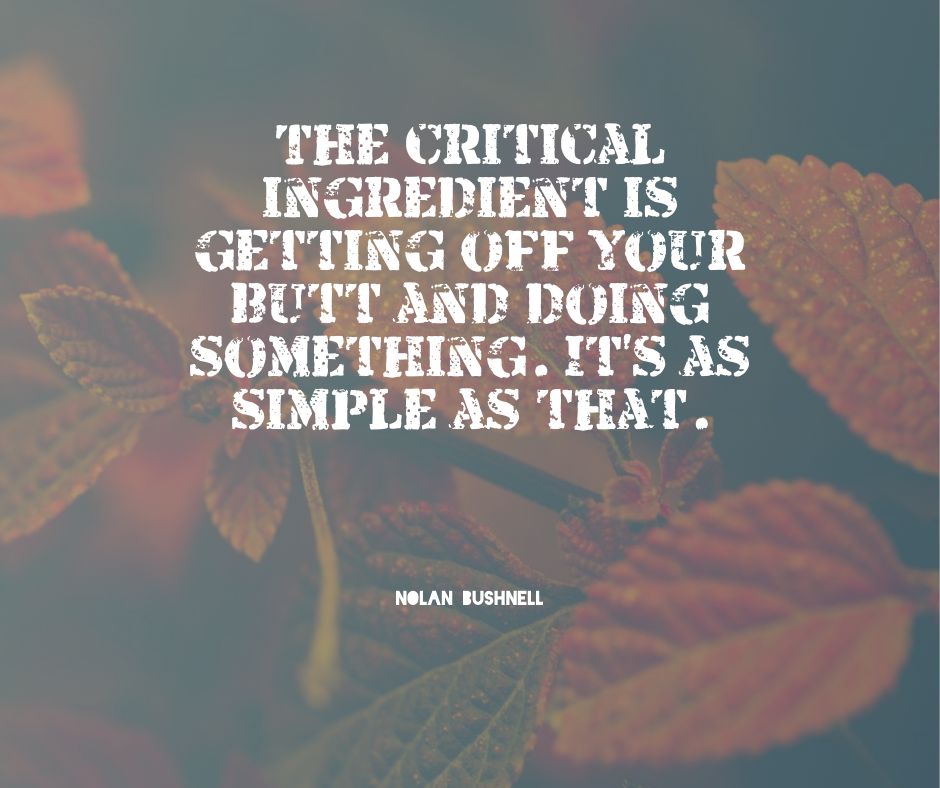 THE CRITICAL
INGREDIENT IS
GETTING OFF YOUR
BUTT AND DOING
SOMETHING. IT'S AS
SIMPLE AS THAT.
NOLAN BUSHNELL